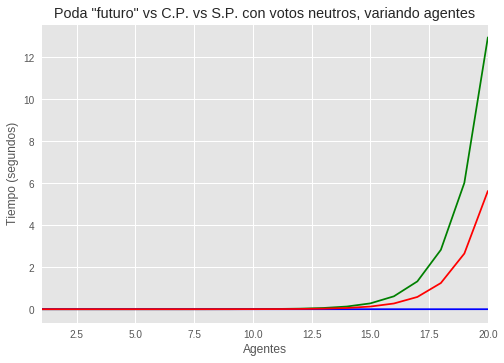 Poda "futuro" vs C.P. vs S.P. con votos neutros, variando agentes
Tiempo (segundos)
12
10
8
6
4
2
0
2.5 5.0 7.5 10.0 12.5 15.0 17.5 20.0
Agentes